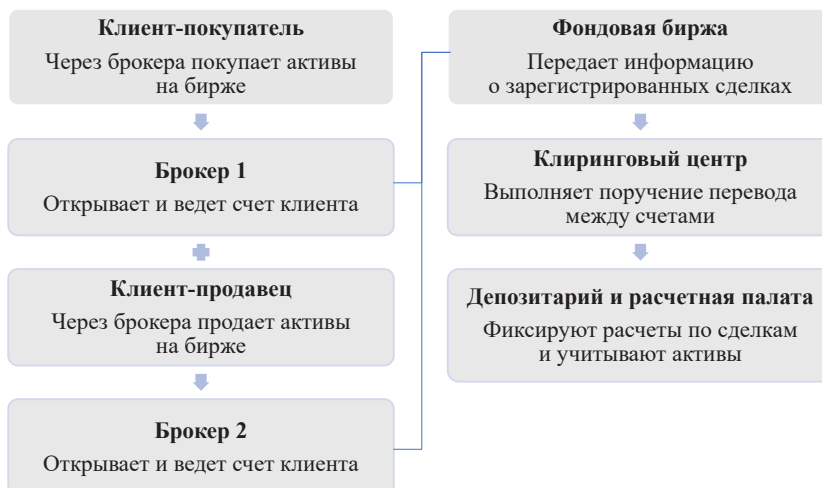 Клиент-покупатель
Через брокера покупает активы
на бирже
Брокер 1
Открывает и ведет счет клиента
Клиент-продавец
Через брокера продает активы
на бирже
Брокер 2
Открывает и ведет счет клиента
Фондовая биржа
Передает информацию
о зарегистрированных сделках
Клиринговый центр
Выполняет поручение перевода
между счетами
Депозитарий и расчетная палата
Фиксируют расчеты по сделкам
и учитывают активы